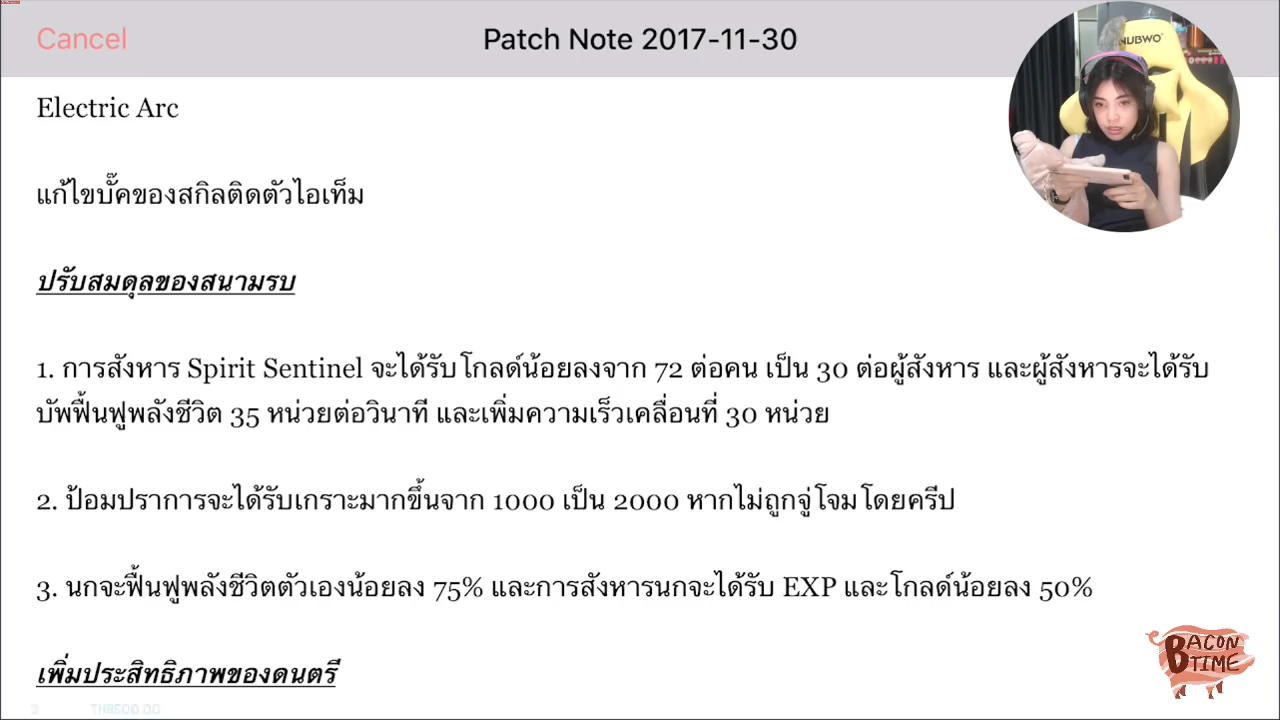 Cancel
Patch Note 2017-11-30
NUBWO
Electric Arc
แก้ไขบั๊คของสกิลติดตัวไอเท็ม
ปรับสมดุลของสนามรบ
1. การสังหาร Spirit Sentinel จะได้รับโกลด์น้อยลงจาก 72 ต่อคน เป็น 30 ต่อผู้สังหาร และผู้สังหารจะได้รับ
บัพฟื้นฟูพลังชีวิต 35 หน่วยต่อวินาที และเพิ่มความเร็วเคลื่อนที่ 30 หน่วย
2. ป้อมปราการจะได้รับเกราะมากขึ้นจาก 1000 เป็น 2000 หากไม่ถูกจู่โจมโดยครีป
3. นกจะฟื้นฟูพลังชีวิตตัวเองน้อยลง 75% และการสังหารนกจะได้รับ EXP และโกลด์น้อยลง 50%
BACON
TIME
เพิ่มประสิทธิภาพของดนตรี